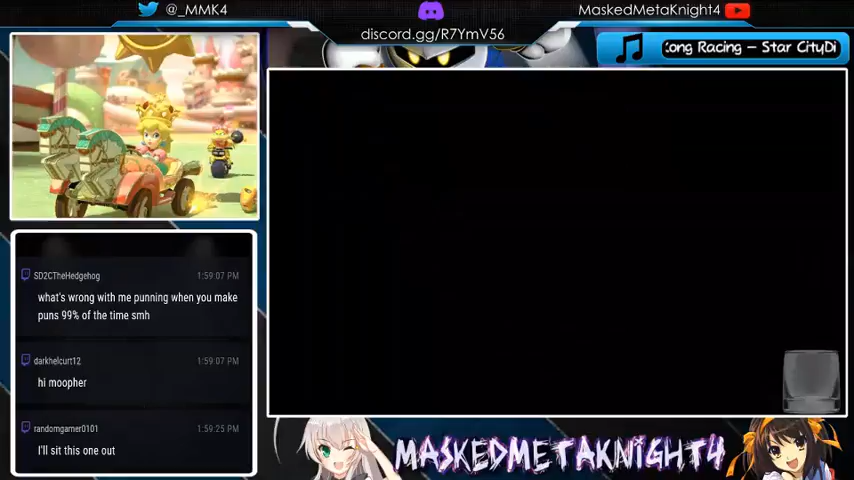 @_MMK4
discord.gg/R7YmV56
MaskedMetaKnight4
Kong Racing – Star CityDi
SD2CTheHedgehog 1:59:07 PM
what's wrong with me punning when you make
puns 99% of the time smh
darkhelcurt12 1:59:07 PM
hi moopher
randomgamer0101 1:59:25 PM
I'll sit this one out
MASKEDMETAKNIGHT4